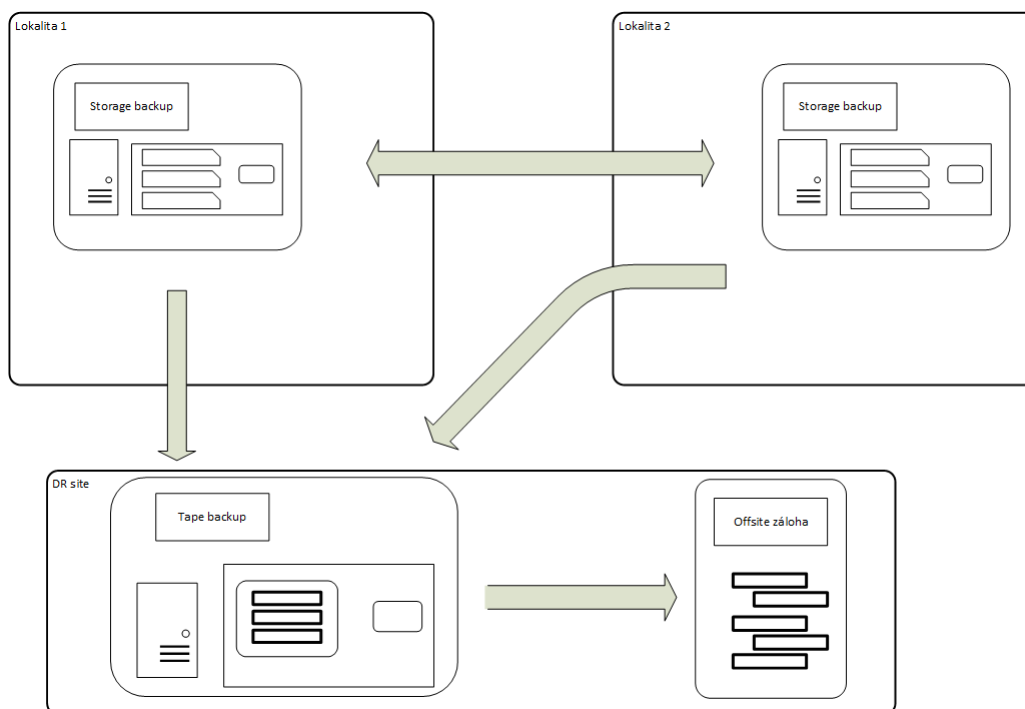 Lokalita 1
Lokalita 2
Storage backup
Storage backup
DR site
Tape backup
Offsite záloha